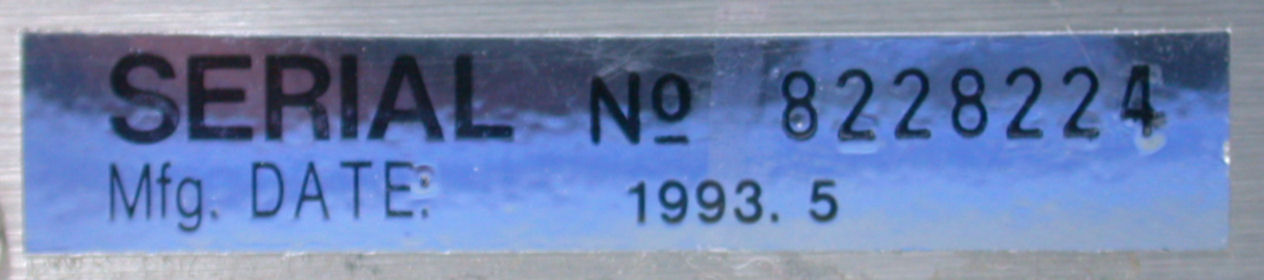 SERIAL Nº 8228224
Mfg. DATE: 1993. 5